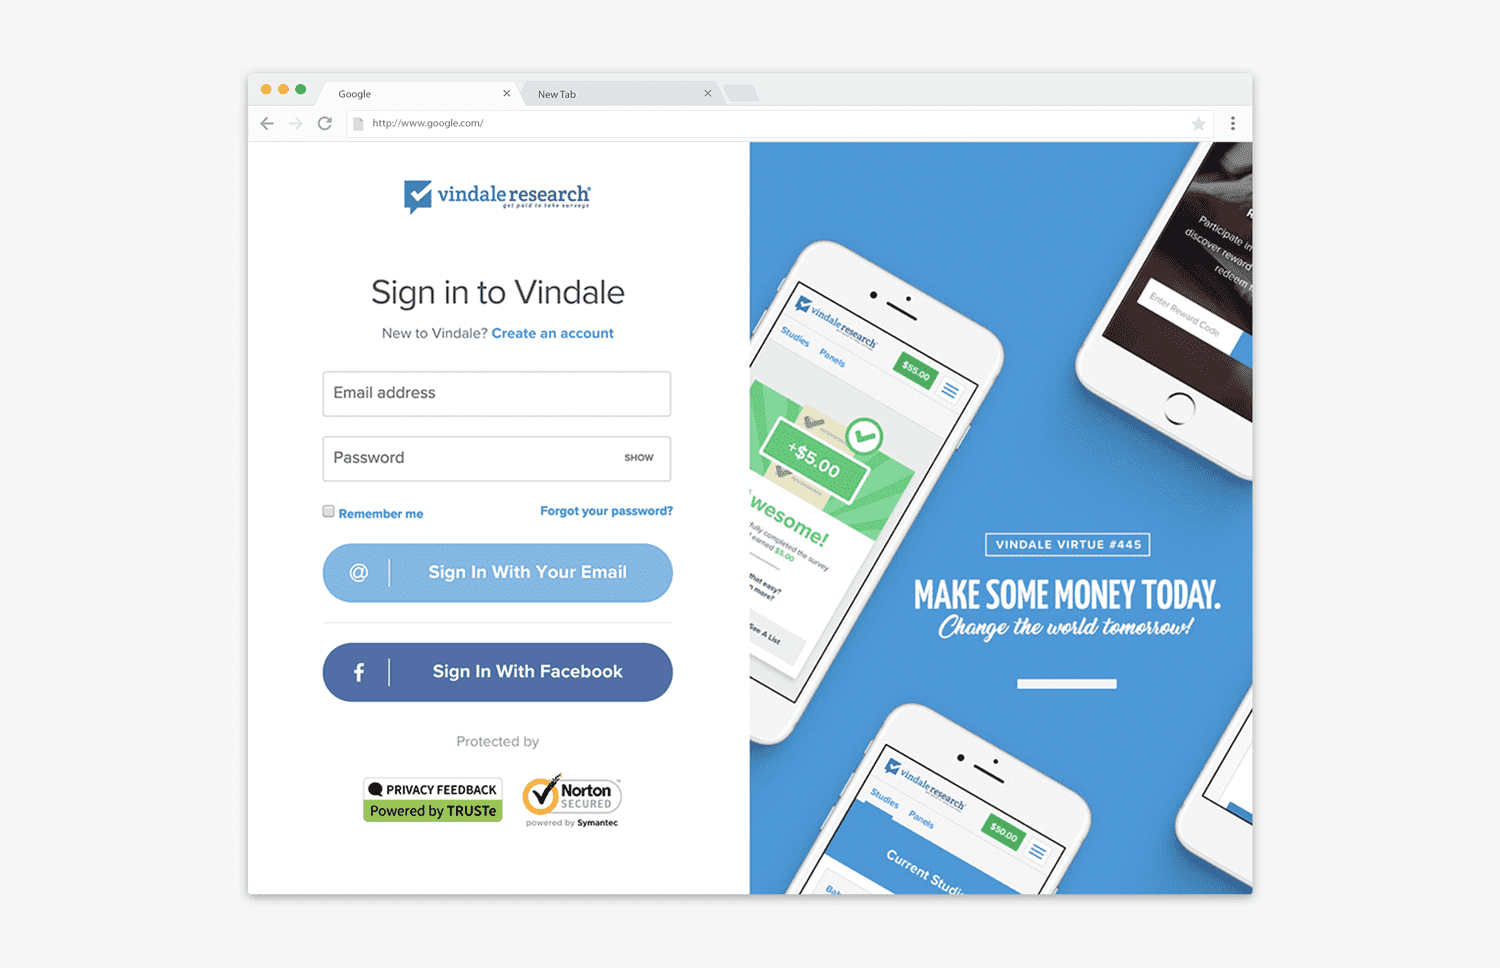 Google
New Tab
http://www.google.com/
vindale research®
get paid to take surveys
Sign in to Vindale
New to Vindale? Create an account
Email address
Password
SHOW
Remember me
Forgot your password?
@
Sign In With Your Email
f
Sign In With Facebook
Protected by
PRIVACY FEEDBACK
Powered by TRUSTe
Norton
SECURED
powered by Symantec
vindale research
Studies
Panels
$55.00
+$5.00
wesome!
fully completed the survey
earned $5.00
that easy?
more?
See A List
Participate in
discover reward
redeem
Enter Reward Code
VINDALE VIRTUE #445
MAKE SOME MONEY TODAY.
Change the world tomorrow!
vindale research
Studies
Panels
$50.00
Current Studi